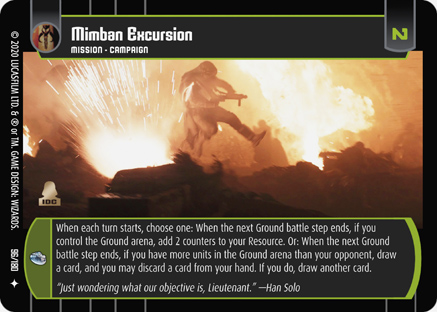 Mimban Excursion
MISSION - CAMPAIGN
N
© 2020 LUCASFILM LTD. & ® or TM. GAME DESIGN: WIZARDS.
IDC
When each turn starts, choose one: When the next Ground battle step ends, if you
control the Ground arena, add 2 counters to your Resource. Or: When the next Ground
battle step ends, if you have more units in the Ground arena than your opponent, draw
a card, and you may discard a card from your hand. If you do, draw another card.
"Just wondering what our objective is, Lieutenant." —Han Solo